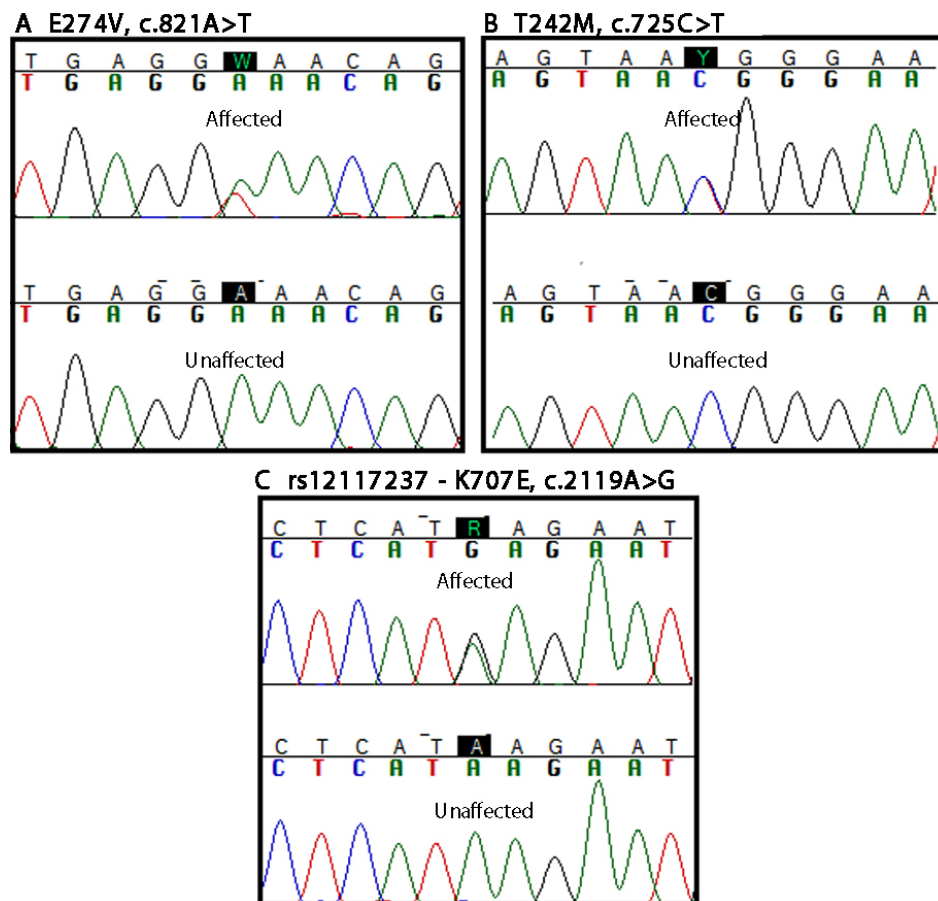 A E274V, c.821A>T
T G A G G W A A C A G
T G A G G A A A C A G
Affected
T G A G G A A A C A G
T G A G G A A A C A G
Unaffected
B T242M, c.725C>T
A G T A A Y G G G A A
A G T A A C G G G A A
Affected
A G T A A C G G G A A
A G T A A C G G G A A
Unaffected
C rs12117237 - K707E, c.2119A>G
C T C A T R A G A A T
C T C A T G A G A A T
Affected
C T C A T A A G A A T
C T C A T A A G A A T
Unaffected